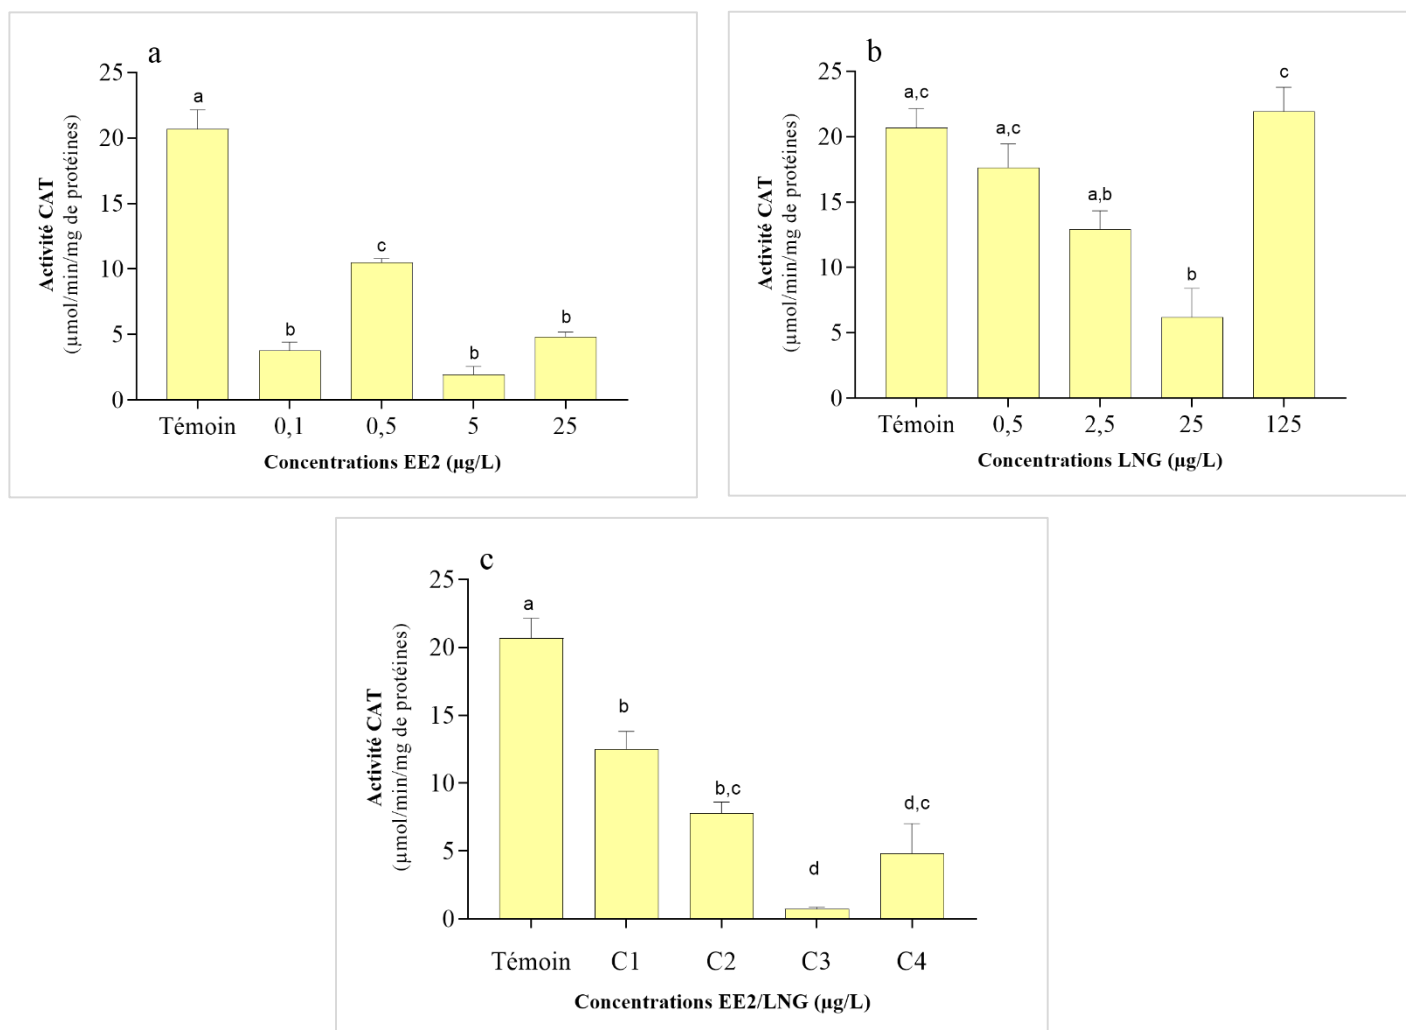 a
Activité CAT
(µmol/min/mg de protéines)
25
20
15
10
5
0
a
b
c
b
b
Témoin 0,1 0,5 5 25
Concentrations EE2 (µg/L)
b
Activité CAT
(µmol/min/mg de protéines)
25
20
15
10
5
0
a,c
a,c
a,b
b
c
Témoin 0,5 2,5 25 125
Concentrations LNG (µg/L)
c
Activité CAT
(µmol/min/mg de protéines)
25
20
15
10
5
0
a
b
b,c
d
d,c
Témoin C1 C2 C3 C4
Concentrations EE2/LNG (µg/L)